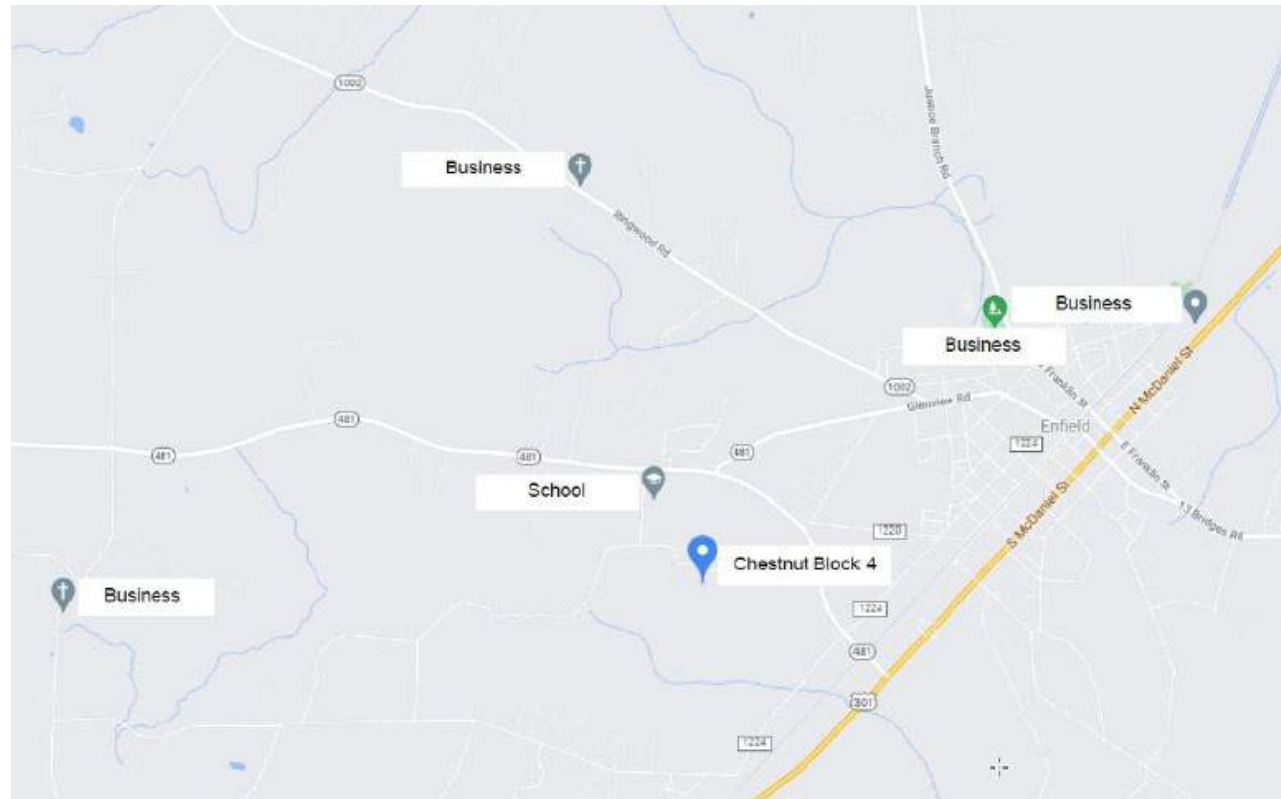 1002
Justice Branch Rd
Business
Ringwood Rd
Business
Business
N McDaniel St
1002
Franklin St
Glenview Rd
481
Enfield
1224
481
481
481
E Franklin St
School
S McDaniel St
13 Bridges Rd
1220
Chestnut Block 4
Business
1224
481
301
1224